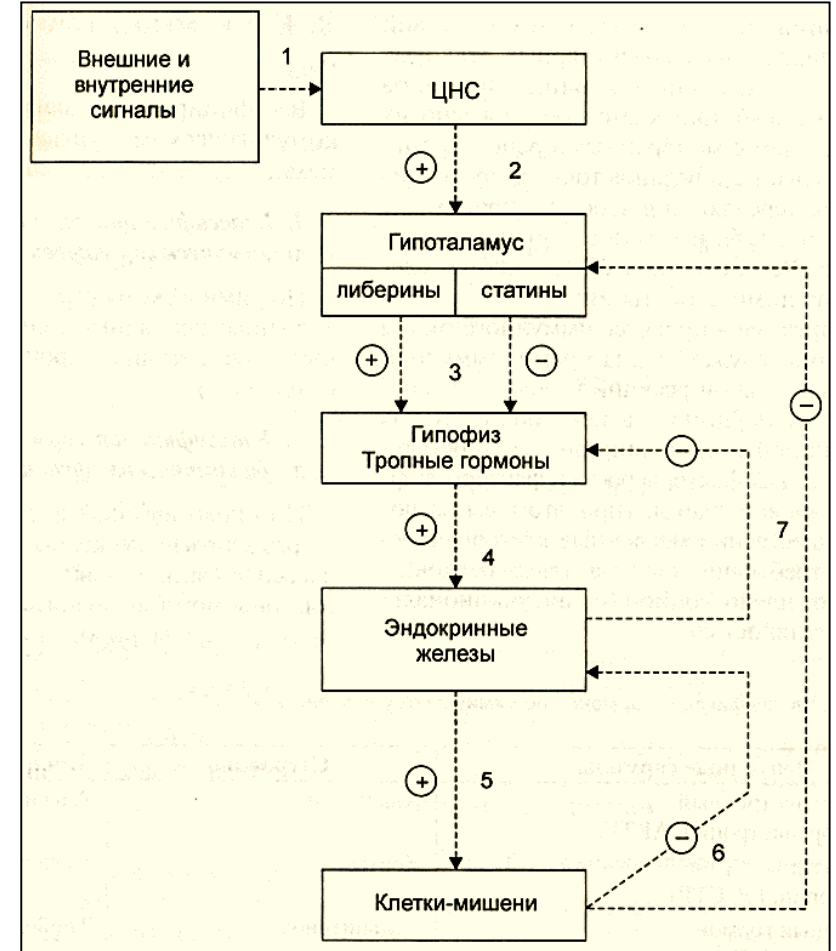 Внешние и
внутренние
сигналы
1
ЦНС
+
2
Гипоталамус
либерины
статины
+
3
−
−
Гипофиз
Тропные гормоны
−
+
4
7
Эндокринные
железы
+
5
−
6
Клетки-мишени